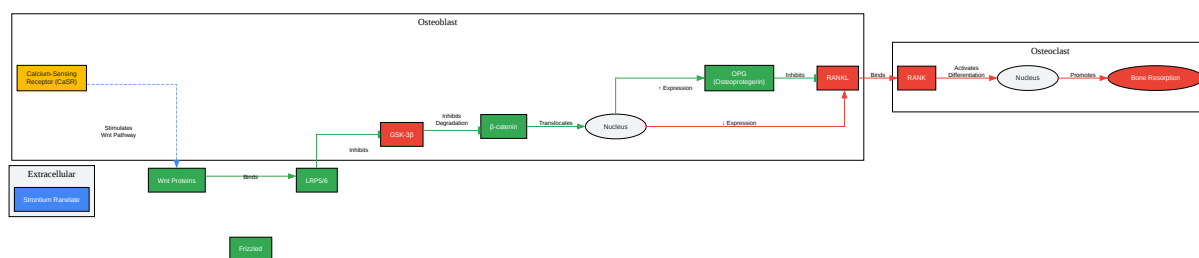 Osteoblast
Calcium-Sensing
Receptor (CaSR)
Stimulates
Wnt Pathway
Extracellular
Strontium Ranelate
Wnt Proteins
Binds
LRP5/6
Frizzled
Inhibits
GSK-3β
Inhibits
Degradation
β-catenin
Translocates
Nucleus
↑ Expression
↓ Expression
OPG
(Osteoprotegerin)
Inhibits
RANKL
Binds
Osteoclast
RANK
Activates
Differentiation
Nucleus
Promotes
Bone Resorption